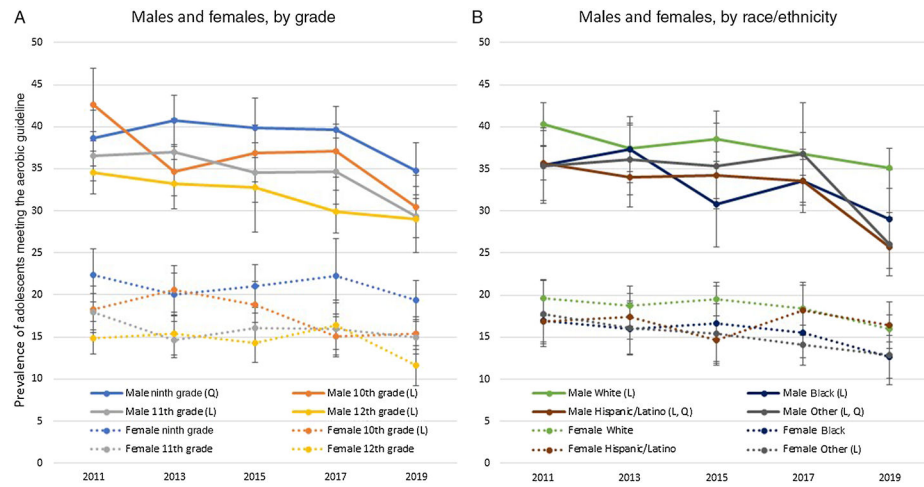 A
Males and females, by grade
Prevalence of adolescents meeting the aerobic guideline
50
45
40
35
30
25
20
15
10
5
0
Male ninth grade (Q)
Male 10th grade (L)
Male 11th grade (L)
Male 12th grade (L)
Female ninth grade
Female 10th grade (L)
Female 11th grade
Female 12th grade
2011 2013 2015 2017 2019
B
Males and females, by race/ethnicity
50
45
40
35
30
25
20
15
10
5
0
Male White (L)
Male Black (L)
Male Hispanic/Latino (L, Q)
Male Other (L, Q)
Female White
Female Black
Female Hispanic/Latino
Female Other (L)
2011 2013 2015 2017 2019